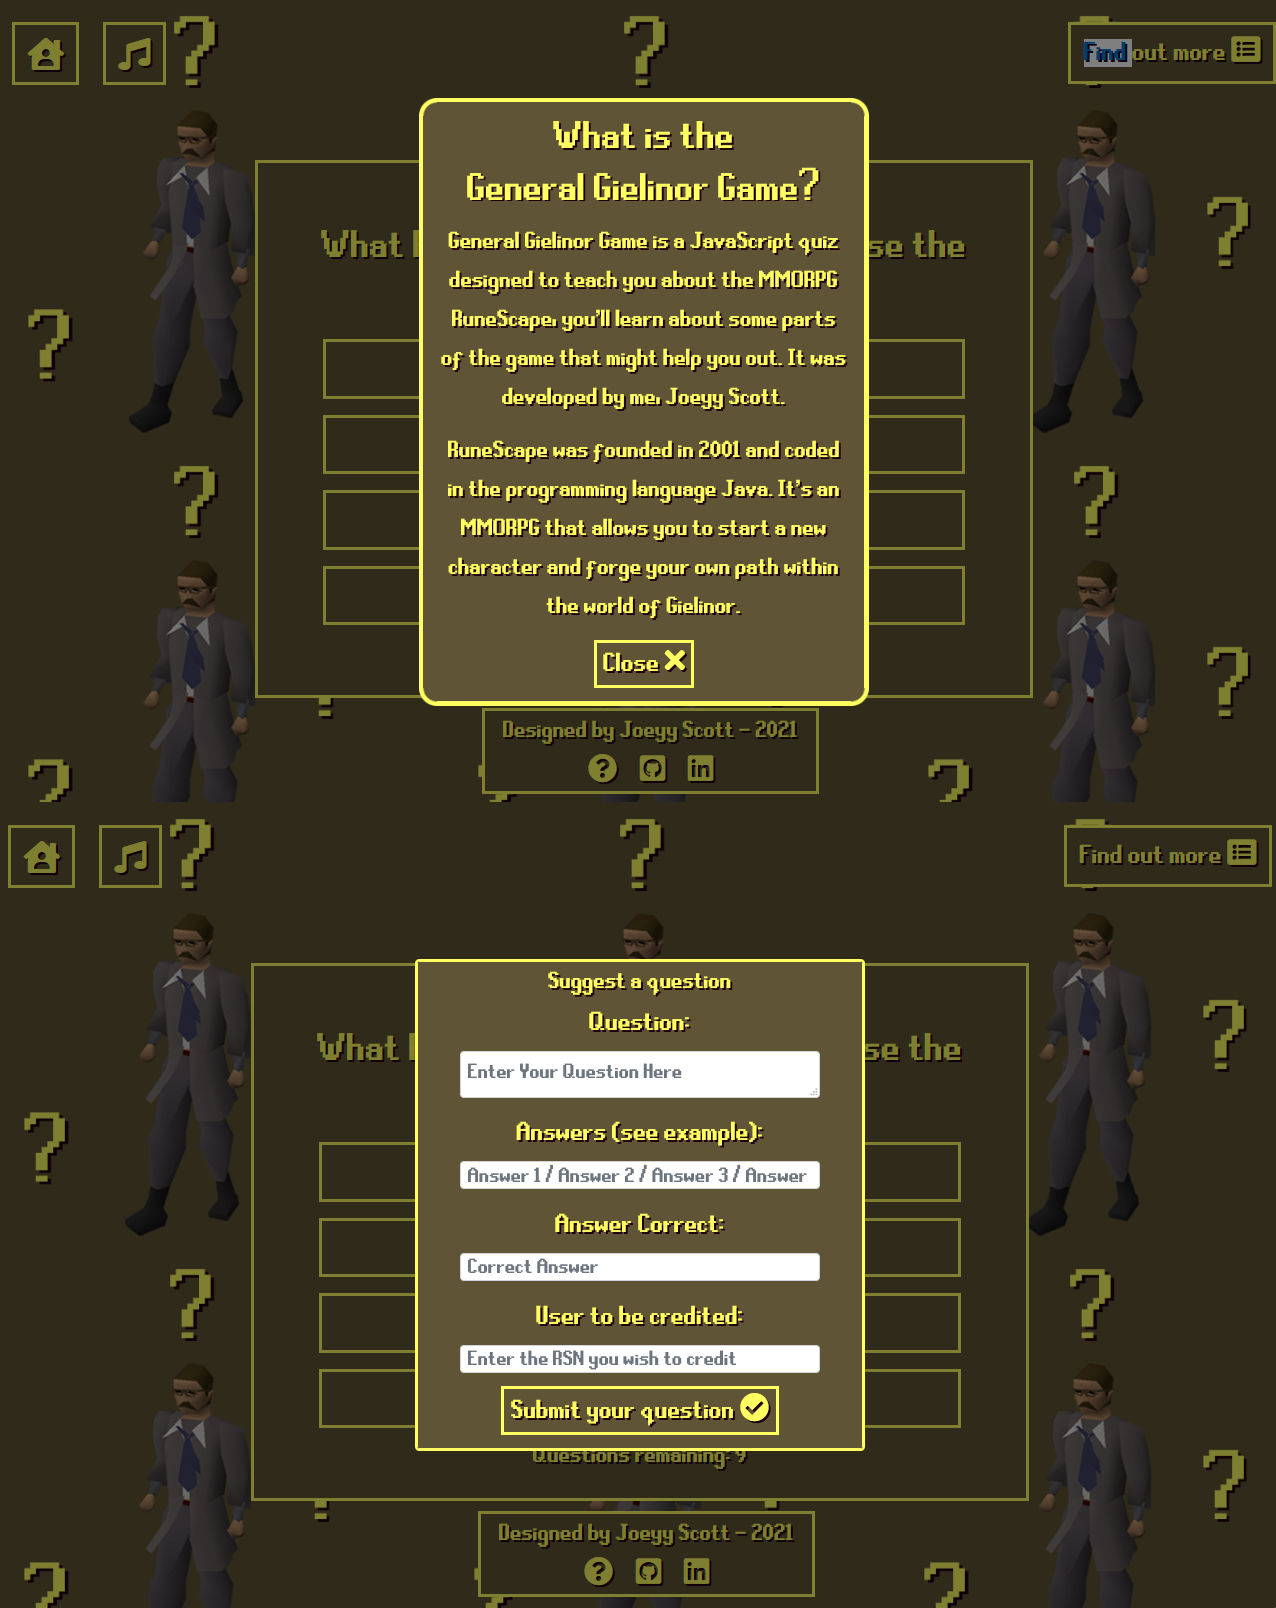 Find out more
What is the
General Gielinor Game?
What
se the
General Gielinor Game is a JavaScript quiz
designed to teach you about the MMORPG
RuneScape, you'll learn about some parts
of the game that might help you out. It was
developed by me, Joeyy Scott.
RuneScape was founded in 2001 and coded
in the programming language Java. It's an
MMORPG that allows you to start a new
character and forge your own path within
the world of Gielinor.
Close
Designed by Joeyy Scott - 2021
Find out more
Suggest a question
Question:
What
se the
Enter Your Question Here
Answers (see example):
Answer 1 / Answer 2 / Answer 3 / Answer
Answer Correct:
Correct Answer
User to be credited:
Enter the RSN you wish to credit
Submit your question
Questions remaining: 9
Designed by Joeyy Scott - 2021